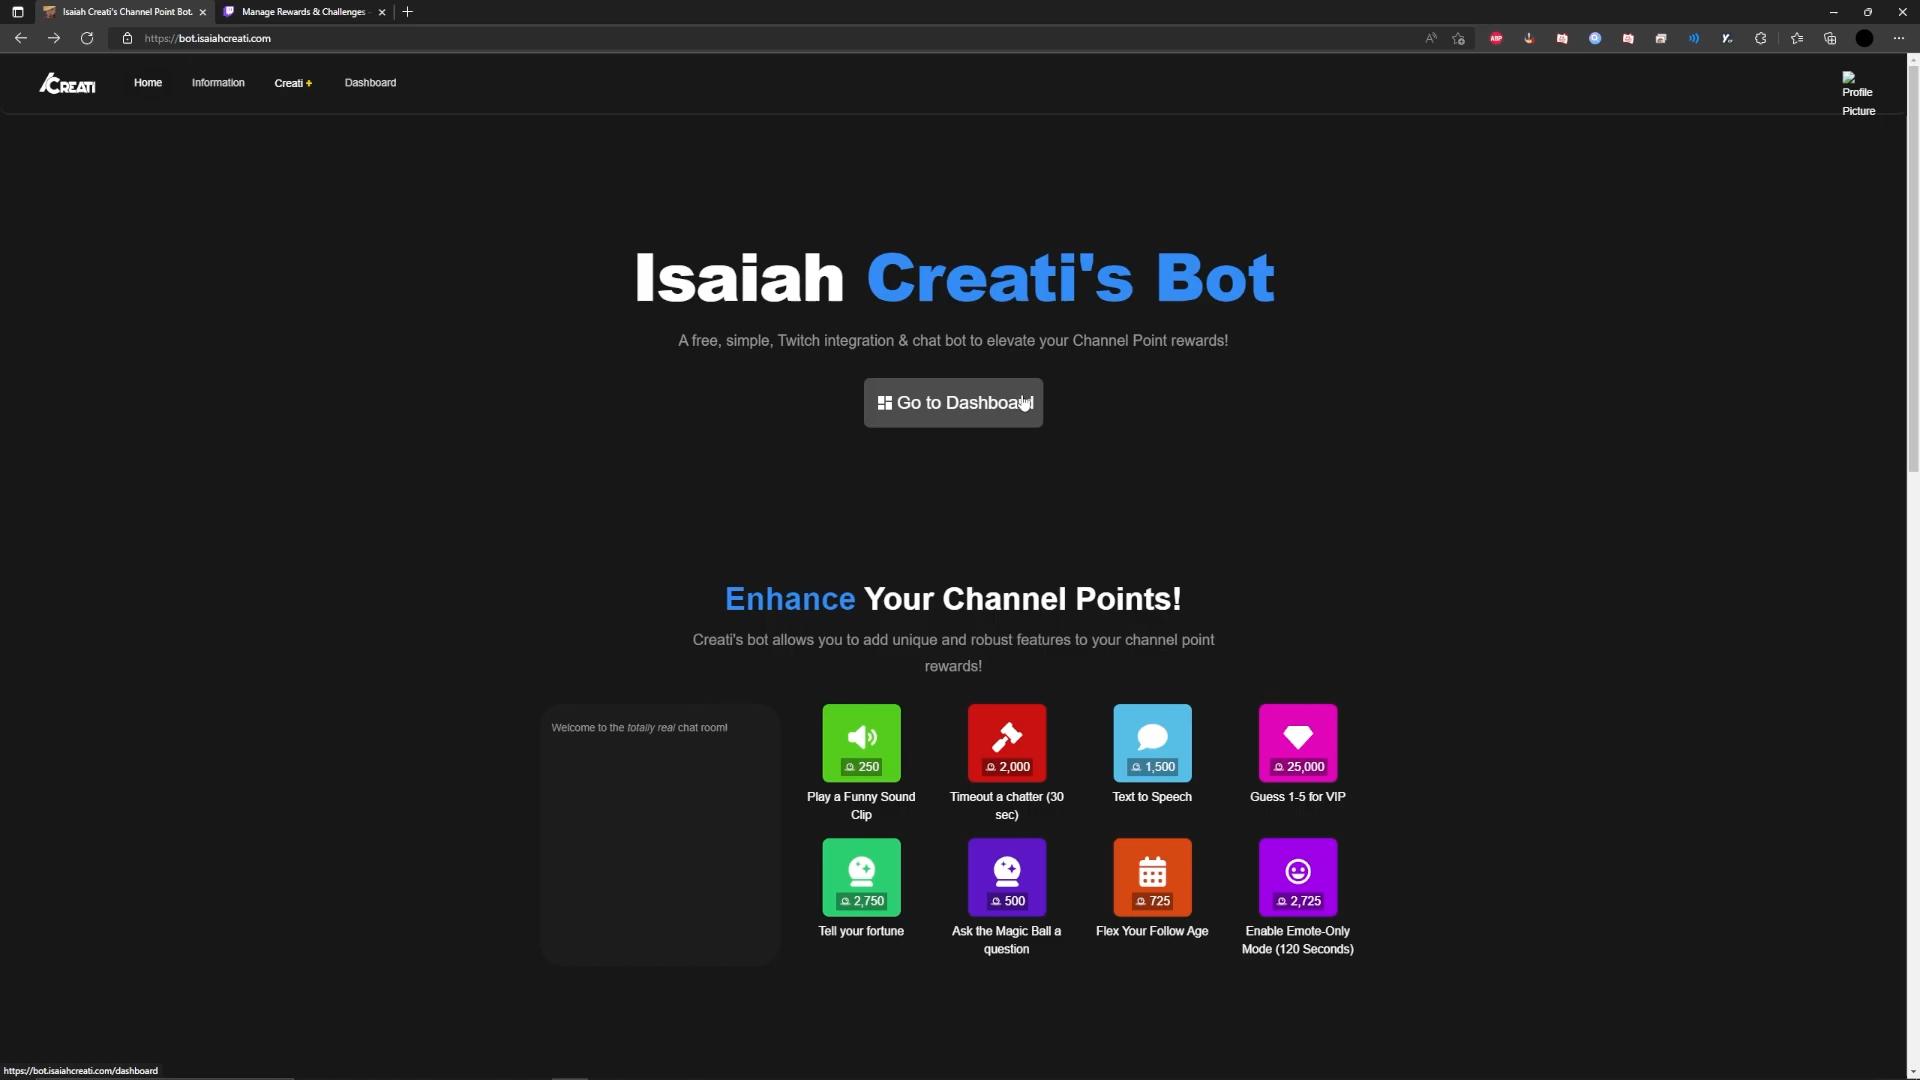 Isaiah Creati's Channel Point Bot.
Manage Rewards & Challenges
https://bot.isaiahcreati.com
ABP
CREATI
Home
Information
Creati +
Dashboard
Profile
Picture
Isaiah Creati's Bot
A free, simple, Twitch integration & chat bot to elevate your Channel Point rewards!
Go to Dashboard
Enhance Your Channel Points!
Creati's bot allows you to add unique and robust features to your channel point
rewards!
Welcome to the totally real chat room!
250
2,000
1,500
25,000
Play a Funny Sound
Clip
Timeout a chatter (30
sec)
Text to Speech
Guess 1-5 for VIP
2,750
500
725
2,725
Tell your fortune
Ask the Magic Ball a
question
Flex Your Follow Age
Enable Emote-Only
Mode (120 Seconds)
https://bot.isaiahcreati.com/dashboard